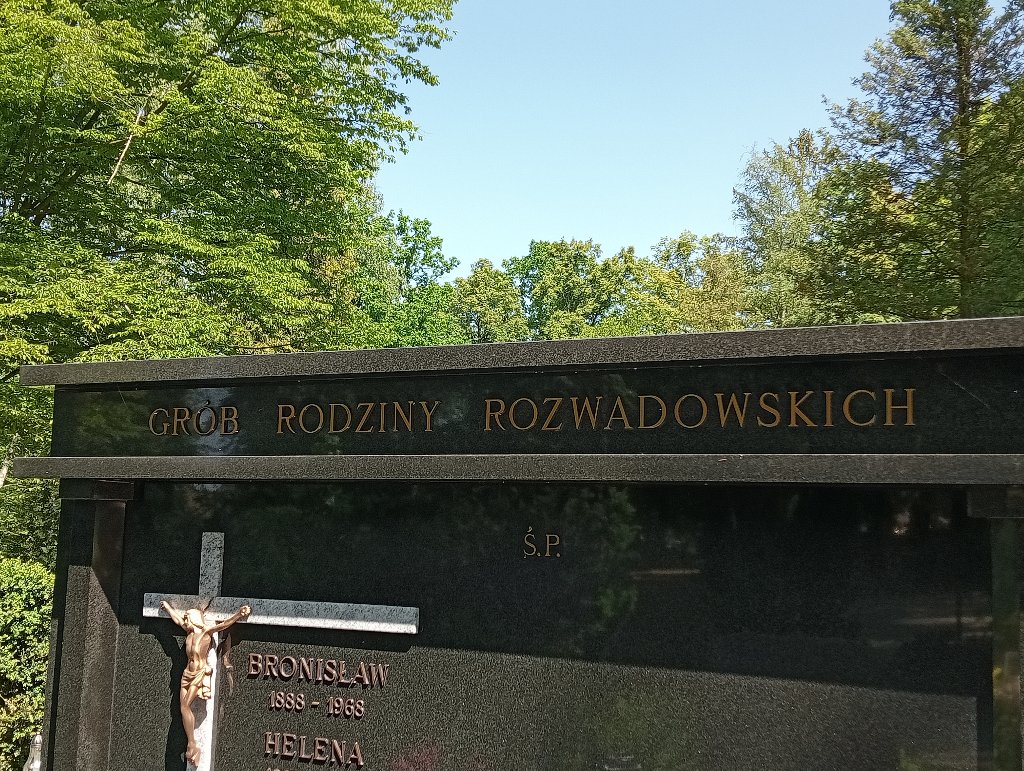 GRÓB RODZINY ROZWADOWSKICH
Ś.P.
BRONISŁAW
1888 - 1968
HELENA